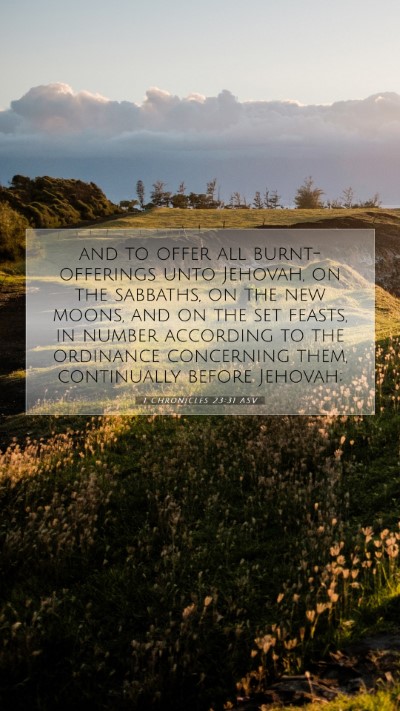 AND TO OFFER ALL BURNT-
OFFERINGS UNTO JEHOVAH, ON
THE SABBATHS, ON THE NEW
MOONS, AND ON THE SET FEASTS,
IN NUMBER ACCORDING TO THE
ORDINANCE CONCERNING THEM,
CONTINUALLY BEFORE JEHOVAH;
1 CHRONICLES 23:31 ASV